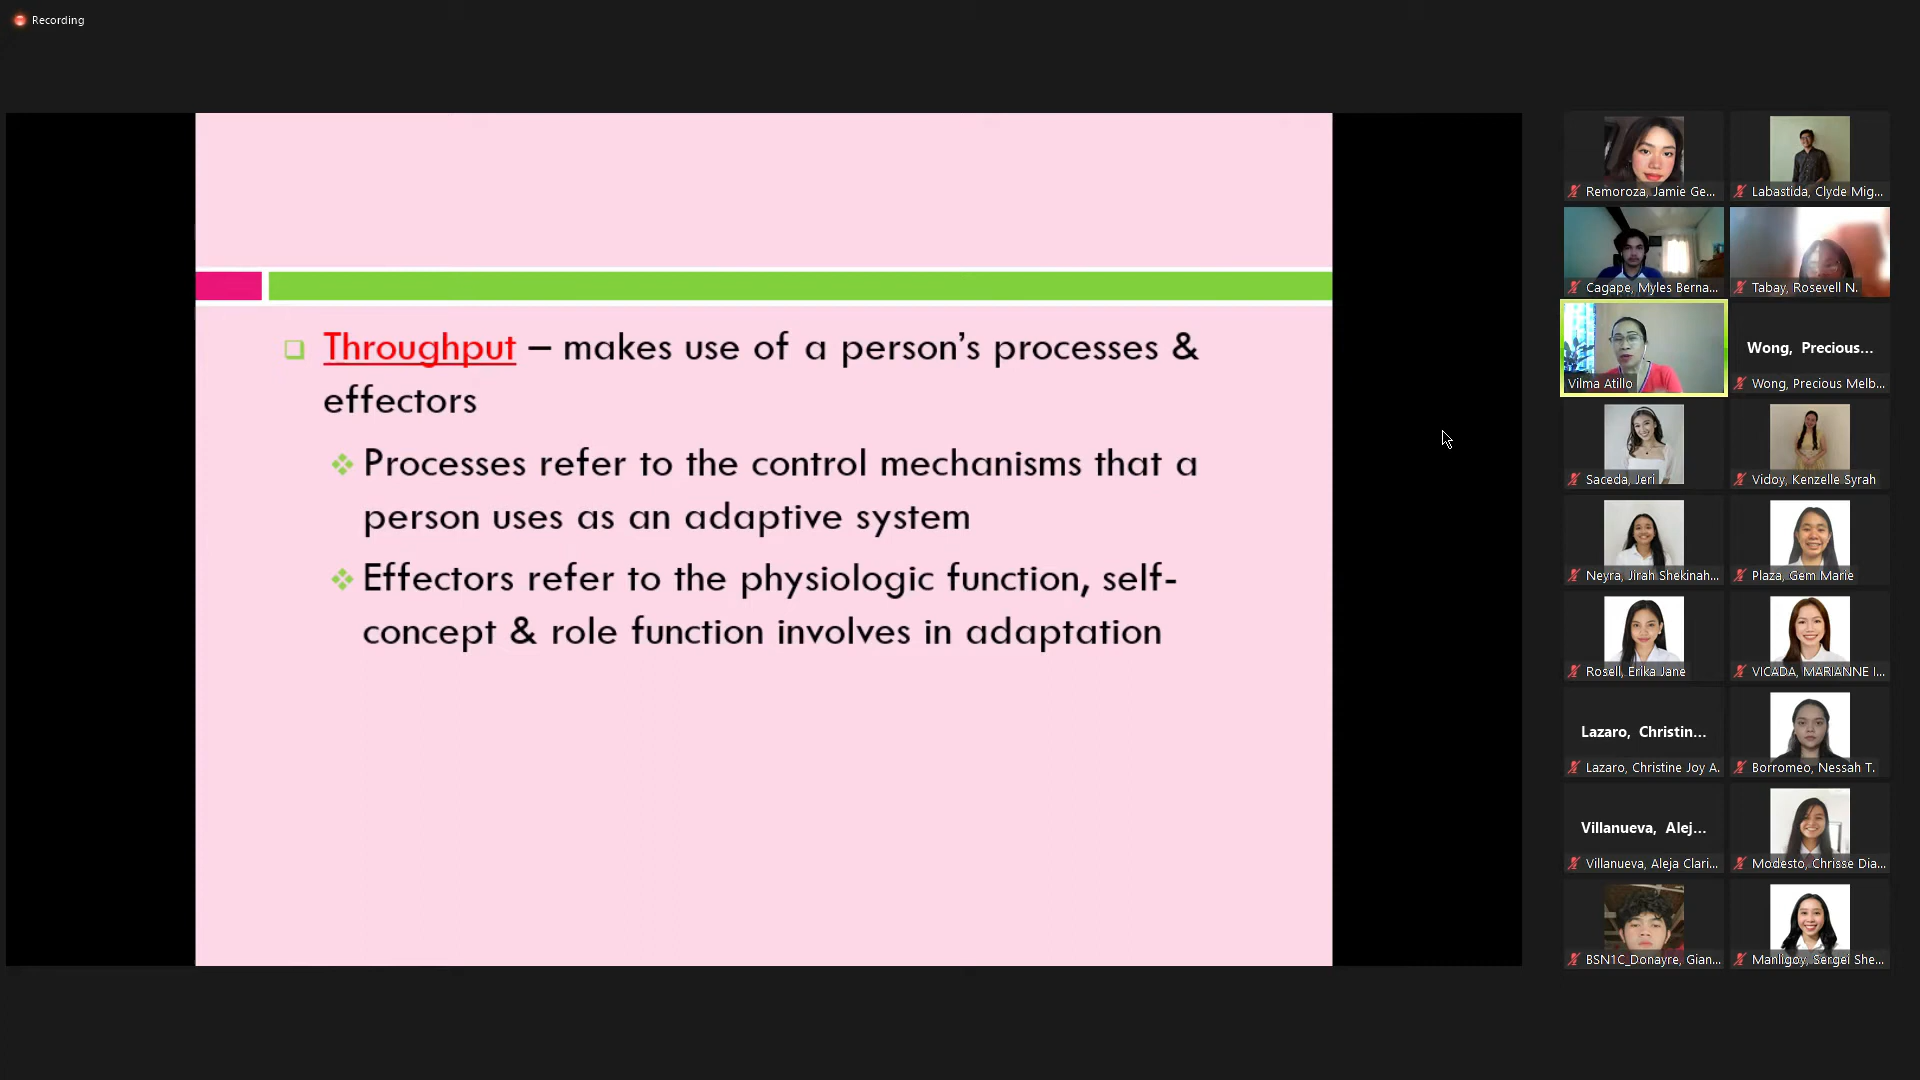 Recording
Throughput – makes use of a person's processes &
effectors
Processes refer to the control mechanisms that a
person uses as an adaptive system
Effectors refer to the physiologic function, self-
concept & role function involves in adaptation
Remoroza, Jamie Ge...
Labastida, Clyde Mig...
Cagape, Myles Berna...
Tabay, Rosevell N.
Vilma Atillo
Wong, Precious...
Wong, Precious Melb...
Saceda, Jeri
Vidoy, Kenzelle Syrah
Neyra, Jirah Shekinah...
Plaza, Gem Marie
Rosell, Erika Jane
VICADA, MARIANNE I...
Lazaro, Christin...
Lazaro, Christine Joy A.
Borromeo, Nessah T.
Villanueva, Alej...
Villanueva, Aleja Clari...
Modesto, Chrisse Dia...
BSN1C_Donayre, Gian...
Manligoy, Sergei She...